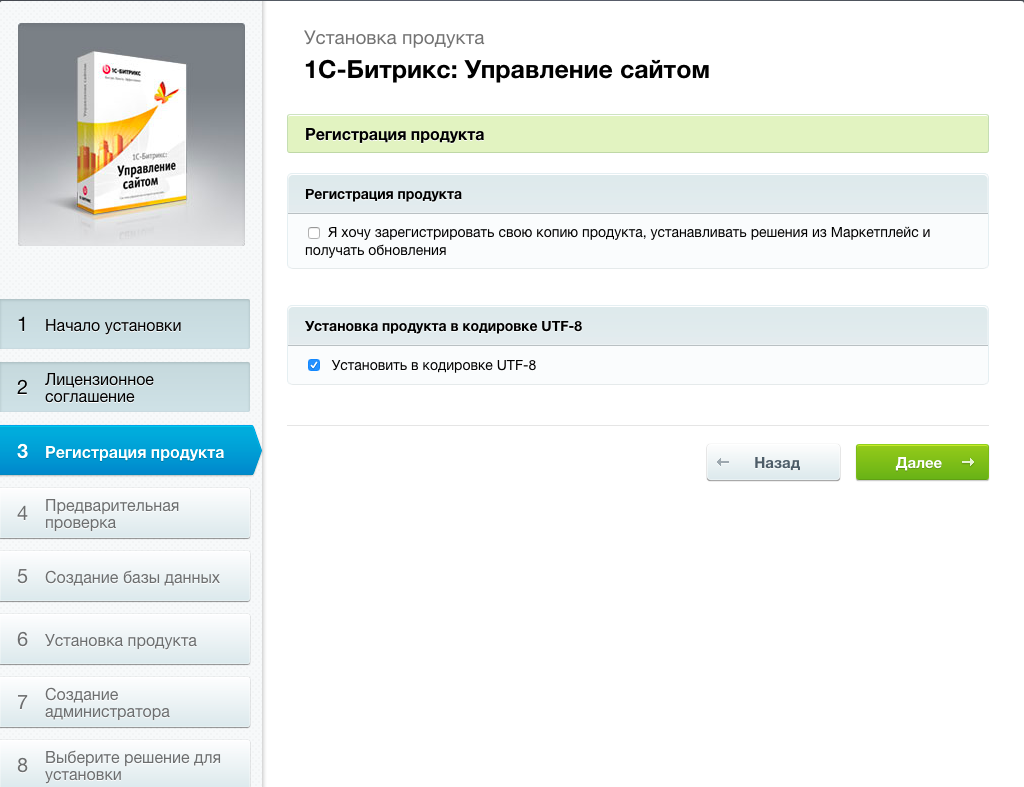 1С-БИТРИКС
1С-Битрикс:
Управление
сайтом
Установка продукта
1С-Битрикс: Управление сайтом
Регистрация продукта
Регистрация продукта
Я хочу зарегистрировать свою копию продукта, устанавливать решения из Маркетплейс и
получать обновления
Установка продукта в кодировке UTF-8
Установить в кодировке UTF-8
Назад
Далее
1 Начало установки
2 Лицензионное
соглашение
3 Регистрация продукта
4 Предварительная
проверка
5 Создание базы данных
6 Установка продукта
7 Создание
администратора
8 Выберите решение для
установки